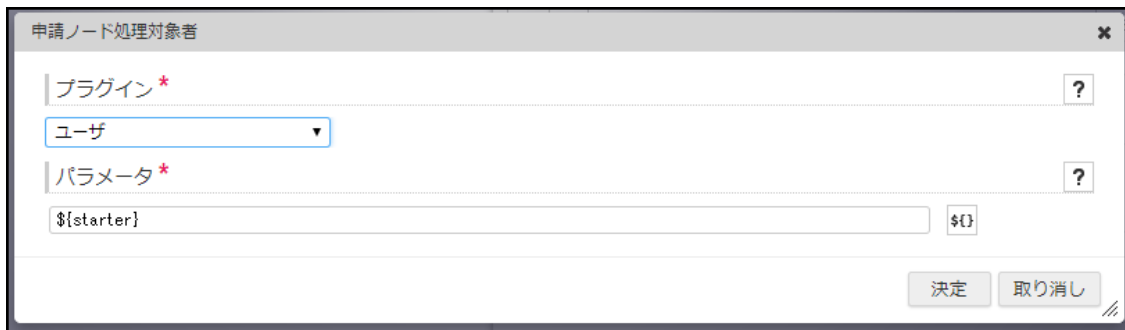 申請ノード処理対象者 ✖
プラグイン * ?
ユーザ ▼
パラメータ * ?
${starter} ${}
決定 取り消し